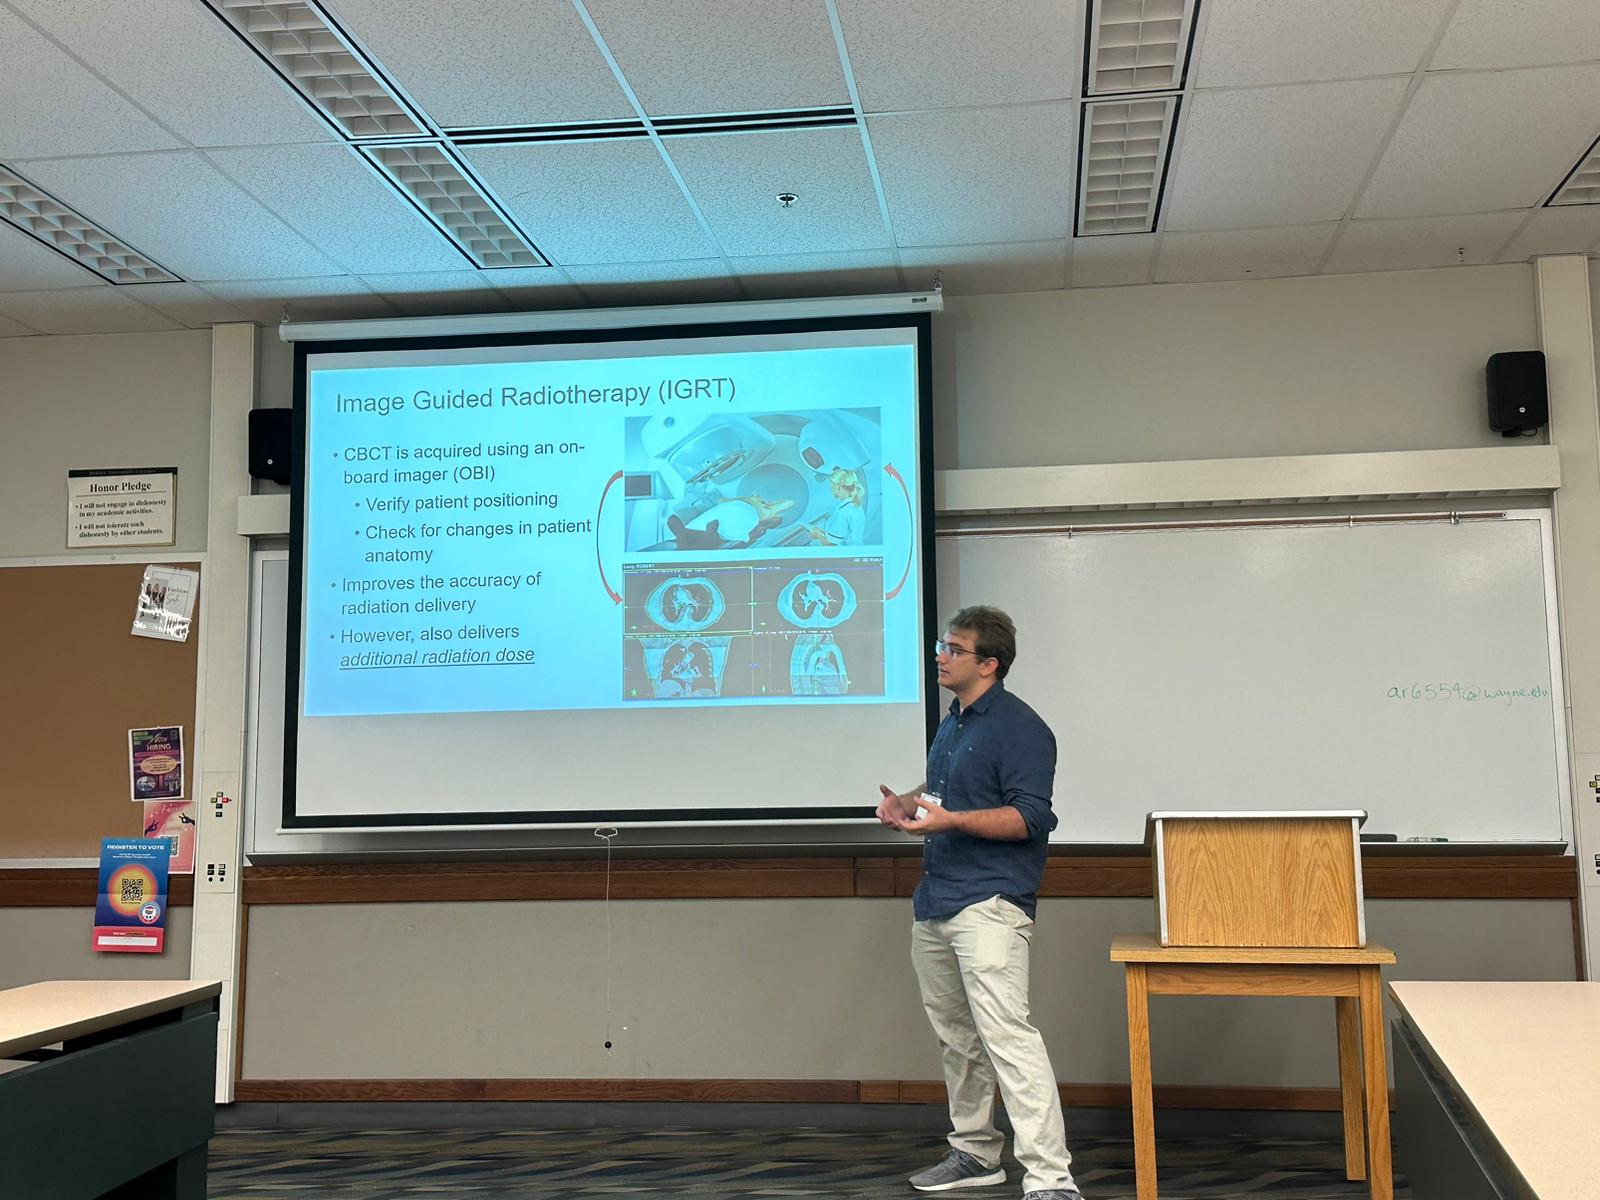 Image Guided Radiotherapy (IGRT)
• CBCT is acquired using an on-
board imager (OBI)
• Verify patient positioning
• Check for changes in patient
anatomy
• Improves the accuracy of
radiation delivery
• However, also delivers
additional radiation dose
Honor Pledge
• I will not engage in dishonesty
in my academic activities.
• I will not tolerate such
dishonesty by other students.
Now
HIRING
REGISTER TO VOTE
ar6554@wayne.edu